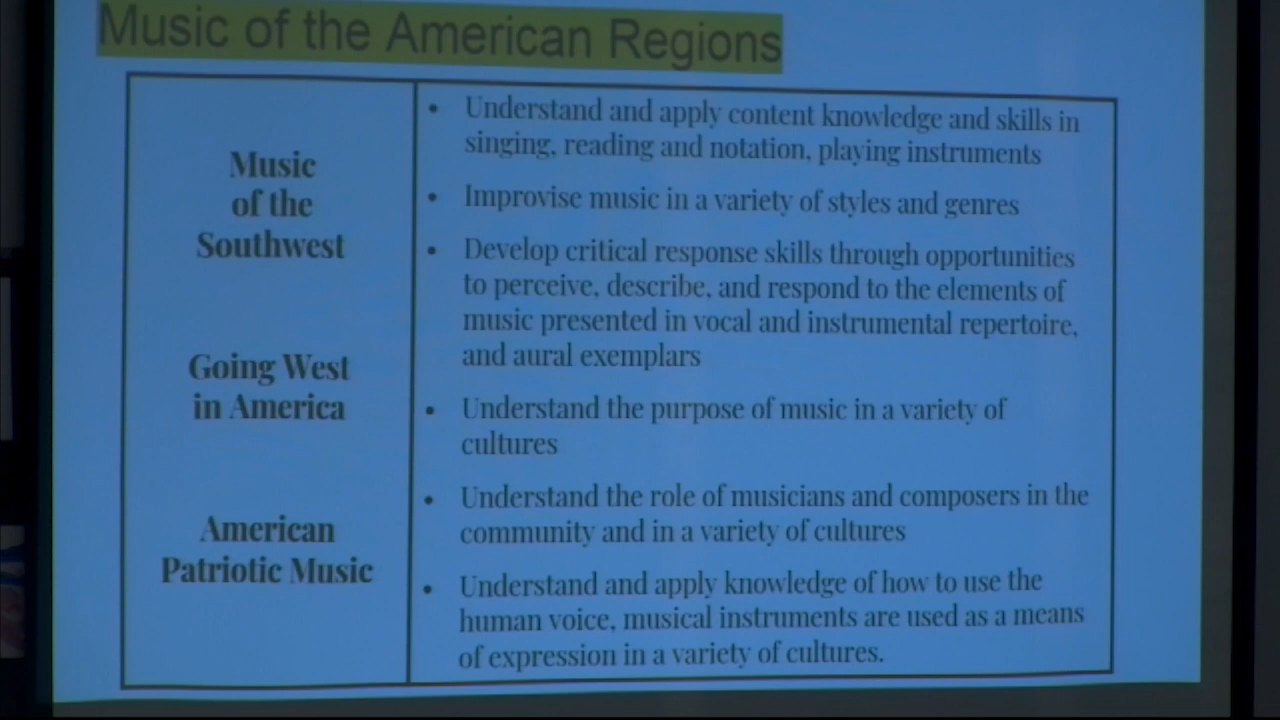 Music of the American Regions
Music
of the
Southwest
Going West
in America
American
Patriotic Music
• Understand and apply content knowledge and skills in
singing, reading and notation, playing instruments
• Improvise music in a variety of styles and genres
• Develop critical response skills through opportunities
to perceive, describe, and respond to the elements of
music presented in vocal and instrumental repertoire,
and aural exemplars
• Understand the purpose of music in a variety of
cultures
• Understand the role of musicians and composers in the
community and in a variety of cultures
• Understand and apply knowledge of how to use the
human voice, musical instruments are used as a means
of expression in a variety of cultures.